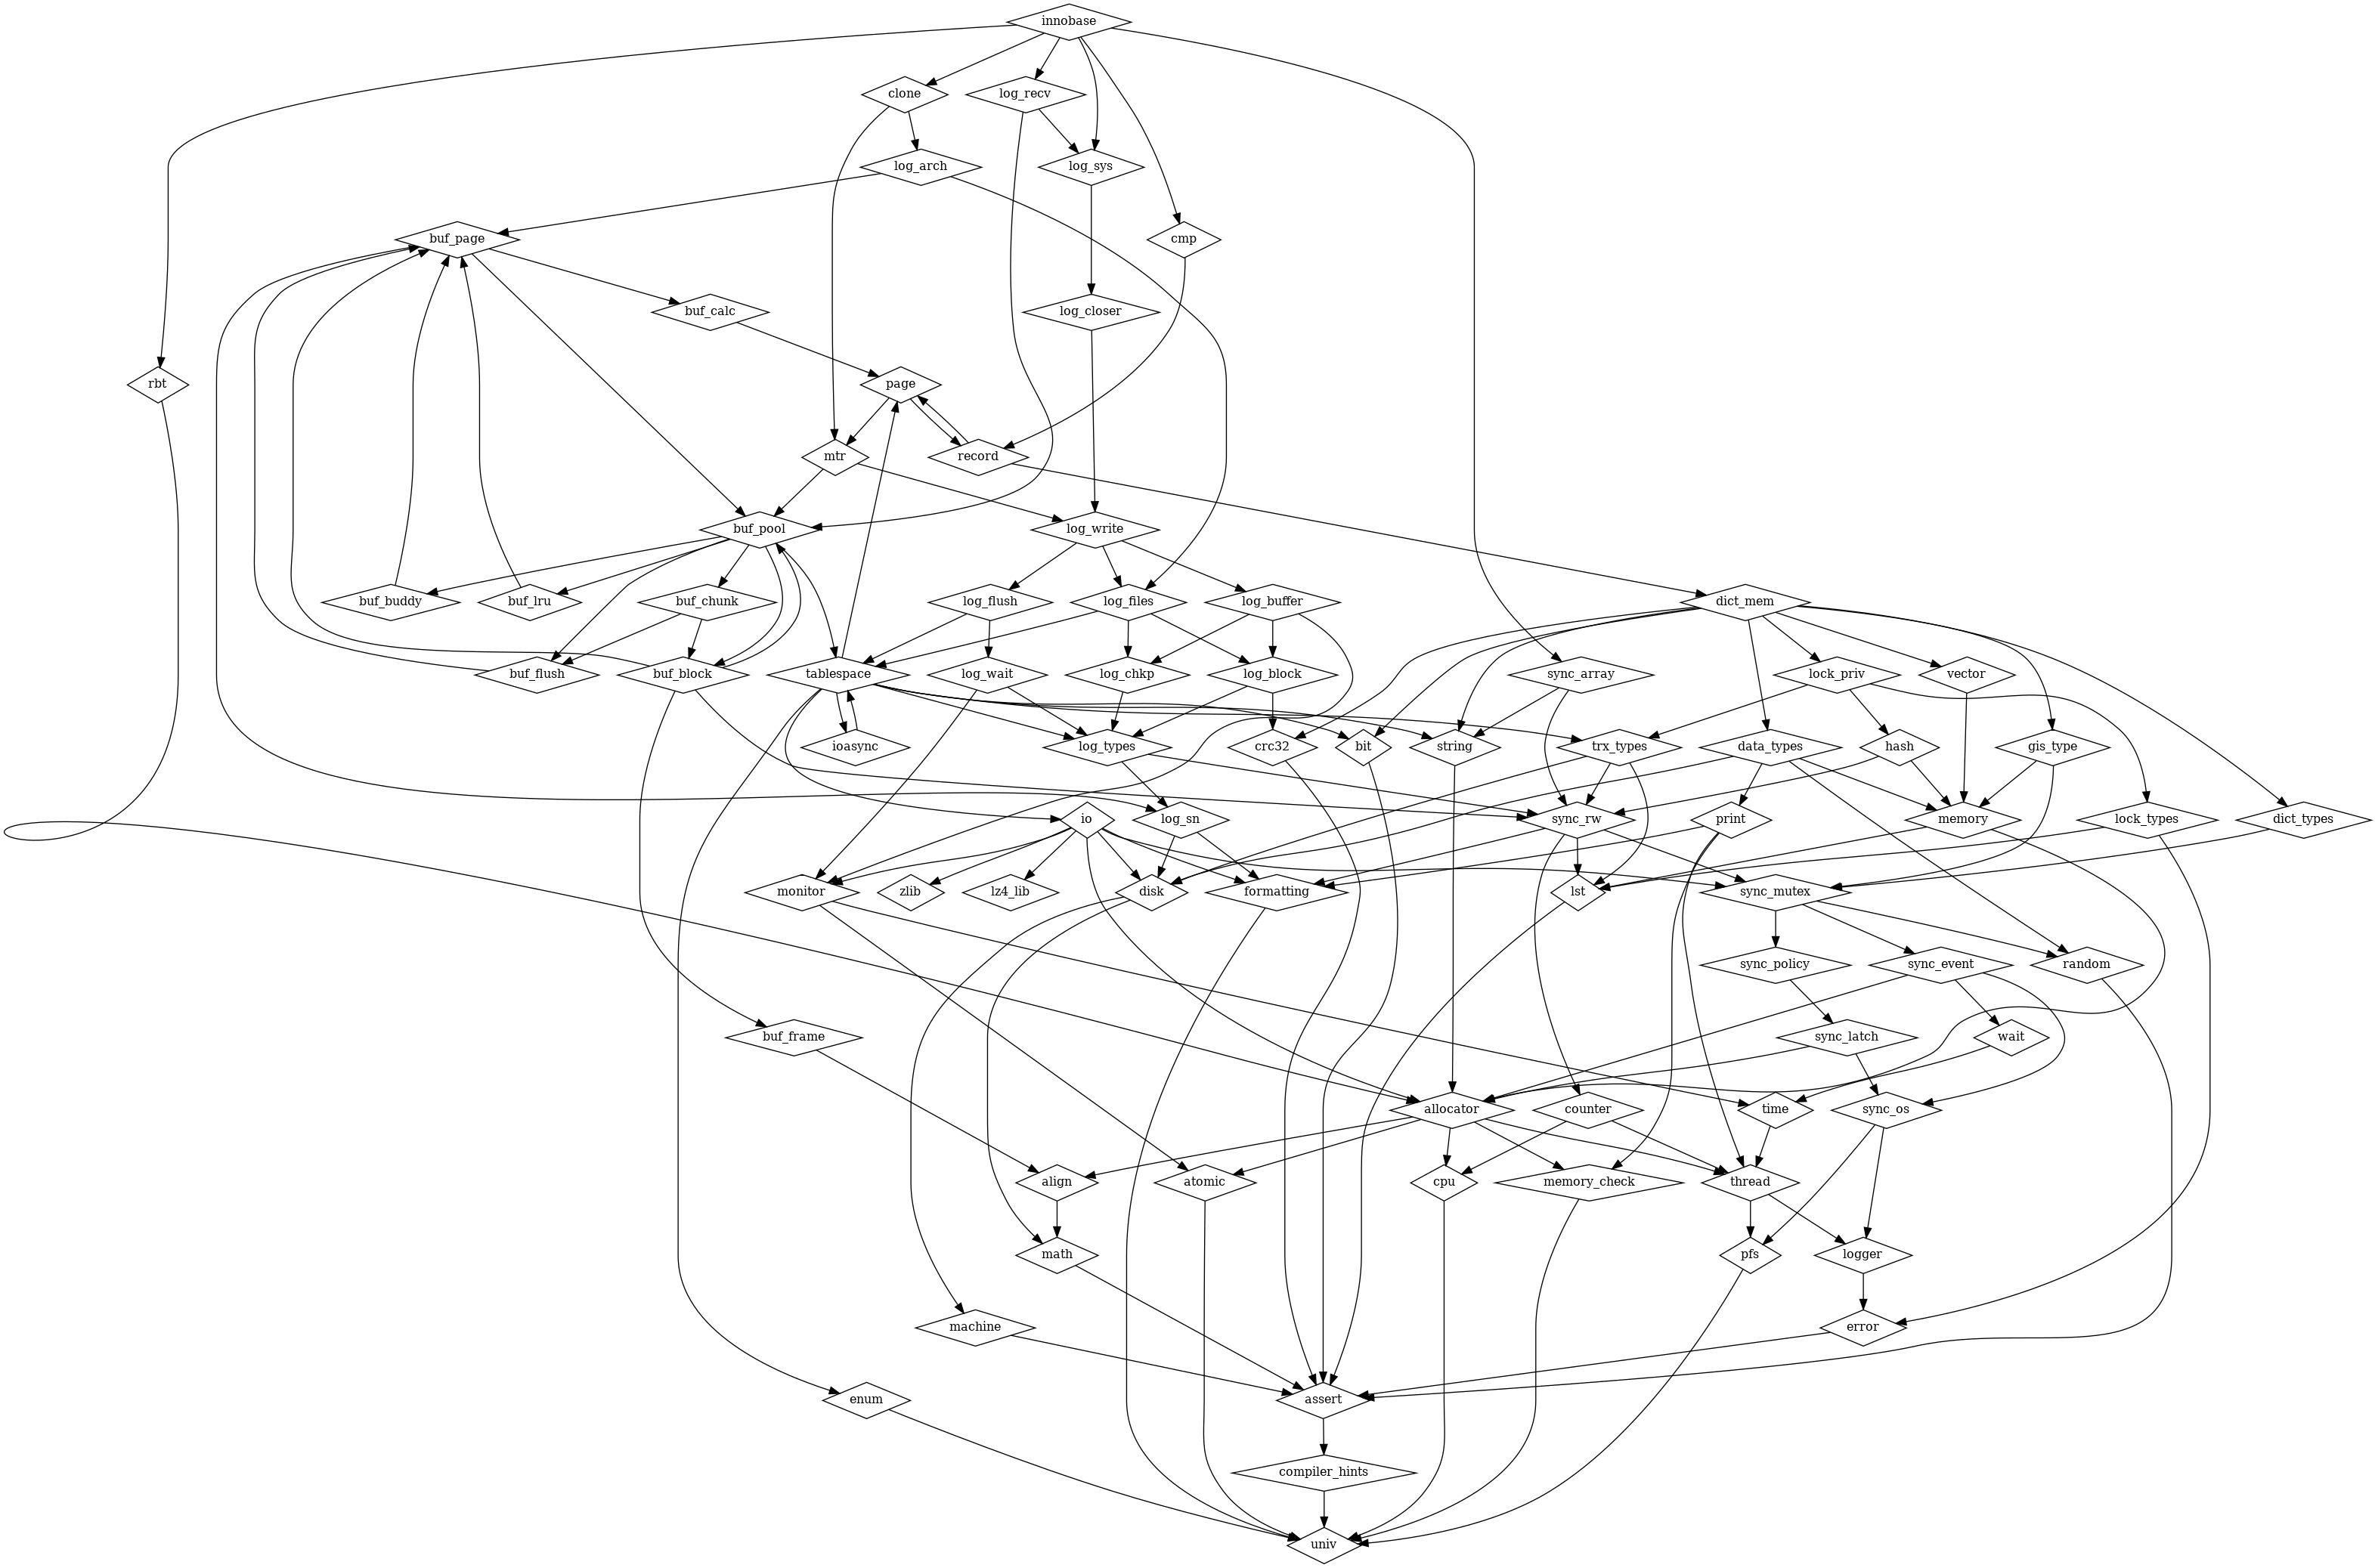 innobase
clone
log_recv
log_arch
log_sys
buf_page
cmp
buf_calc
log_closer
rbt
page
mtr
record
buf_pool
log_write
buf_buddy
buf_lru
buf_chunk
log_flush
log_files
log_buffer
dict_mem
buf_flush
buf_block
tablespace
log_wait
log_chkp
log_block
sync_array
lock_priv
vector
ioasync
log_types
crc32
bit
string
trx_types
data_types
hash
gis_type
io
log_sn
sync_rw
print
memory
lock_types
dict_types
monitor
zlib
lz4_lib
disk
formatting
lst
sync_mutex
sync_policy
sync_event
random
buf_frame
sync_latch
wait
allocator
counter
time
sync_os
align
atomic
cpu
memory_check
thread
math
pfs
logger
machine
error
enum
assert
compiler_hints
univ